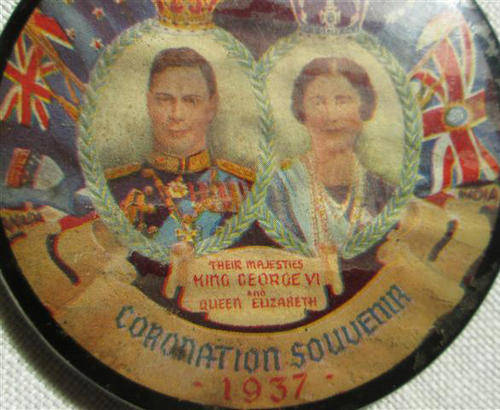 THEIR MAJESTIES
KING GEORGE VI
AND
QUEEN ELIZABETH
CORONATION SOUVENIR
- 1937 -